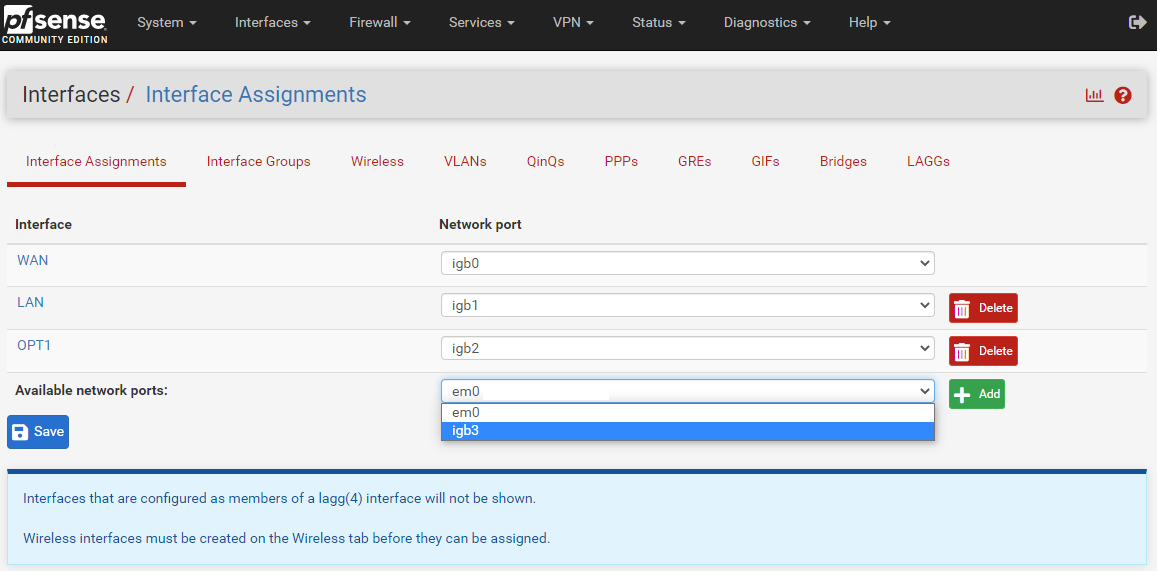 pfsense
COMMUNITY EDITION
System Interfaces Firewall Services VPN Status Diagnostics Help
Interfaces / Interface Assignments
Interface Assignments Interface Groups Wireless VLANs QinQs PPPs GREs GIFs Bridges LAGGs
Interface Network port
WAN igb0
LAN igb1 Delete
OPT1 igb2 Delete
Available network ports: em0 Add
em0
igb3
Save
Interfaces that are configured as members of a lagg(4) interface will not be shown.
Wireless interfaces must be created on the Wireless tab before they can be assigned.